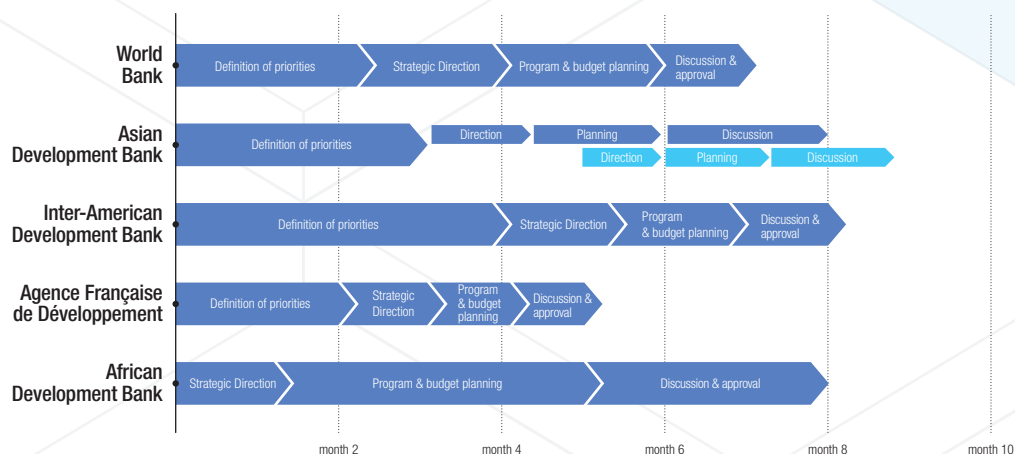 World
Bank
Definition of priorities
Strategic Direction
Program & budget planning
Discussion &
approval
Asian
Development Bank
Definition of priorities
Direction
Planning
Discussion
Direction
Planning
Discussion
Inter-American
Development Bank
Definition of priorities
Strategic Direction
Program
& budget planning
Discussion &
approval
Agence Française
de Développement
Definition of priorities
Strategic
Direction
Program
& budget
planning
Discussion &
approval
African
Development Bank
Strategic Direction
Program & budget planning
Discussion & approval
month 2
month 4
month 6
month 8
month 10